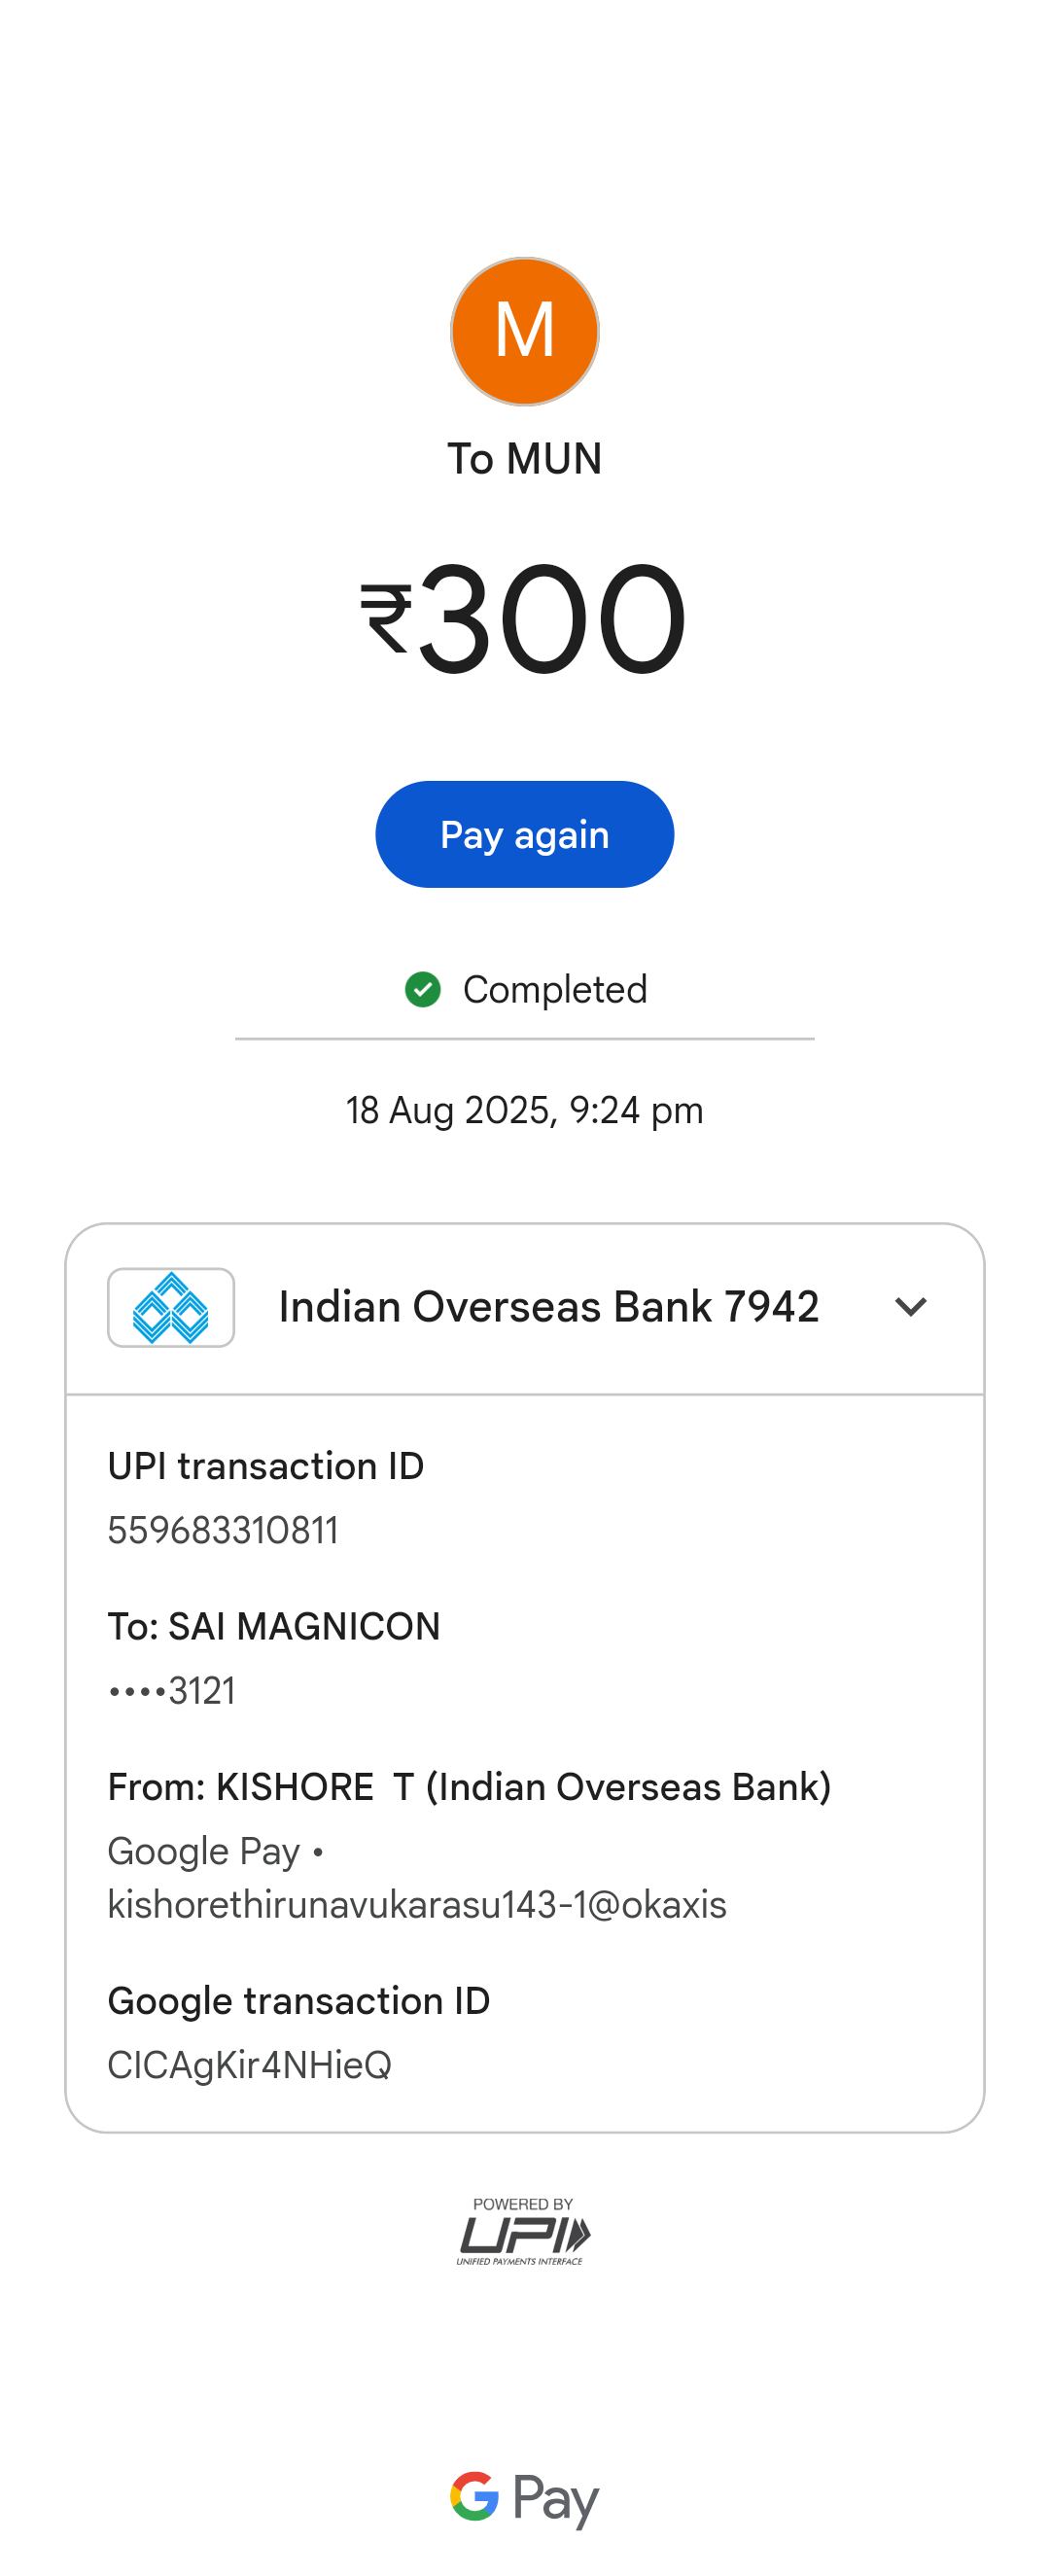 M
To MUN
₹300
Pay again
Completed
18 Aug 2025, 9:24 pm
Indian Overseas Bank 7942
UPI transaction ID
559683310811
To: SAI MAGNICON
••••3121
From: KISHORE  T (Indian Overseas Bank)
Google Pay •
kishorethirunavukarasu143-1@okaxis
Google transaction ID
CICAgKir4NHieQ
POWERED BY
UPI
UNIFIED PAYMENTS INTERFACE
G Pay